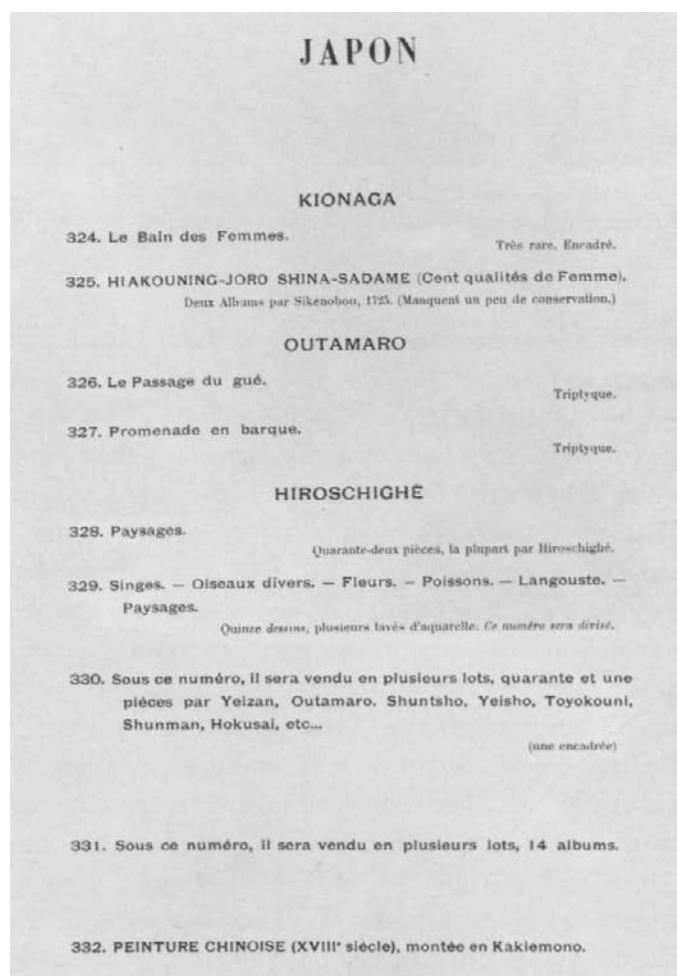 JAPON
KIONAGA
324. Le Bain des Femmes.
Très rare. Encadré.
325. HIAKOUNING-JORO SHINA-SADAME (Cent qualités de Femme).
Deux Albums par Sikenobou, 1725. (Manquent un peu de conservation.)
OUTAMARO
326. Le Passage du gué.
Triptyque.
327. Promenade en barque.
Triptyque.
HIROSCHIGHÉ
328. Paysages.
Quarante-deux pièces, la plupart par Hiroschighé.
329. Singes. — Oiseaux divers. — Fleurs. — Poissons. — Langouste. —
Paysages.
Quinze dessins, plusieurs lavés d'aquarelle. Ce numéro sera divisé.
330. Sous ce numéro, il sera vendu en plusieurs lots, quarante et une
pièces par Yeizan, Outamaro, Shuntsho, Yeisho, Toyokouni,
Shunman, Hokusai, etc...
(une encadrée)
331. Sous ce numéro, il sera vendu en plusieurs lots, 14 albums.
332. PEINTURE CHINOISE (XVIIIe siècle), montée en Kakiemono.